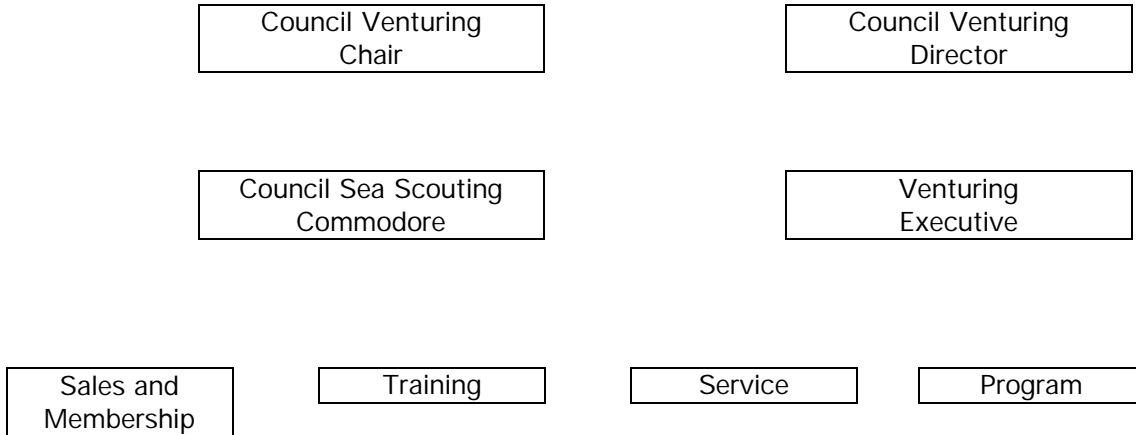 Council Venturing
Chair
Council Venturing
Director
Council Sea Scouting
Commodore
Venturing
Executive
Sales and
Membership
Training
Service
Program